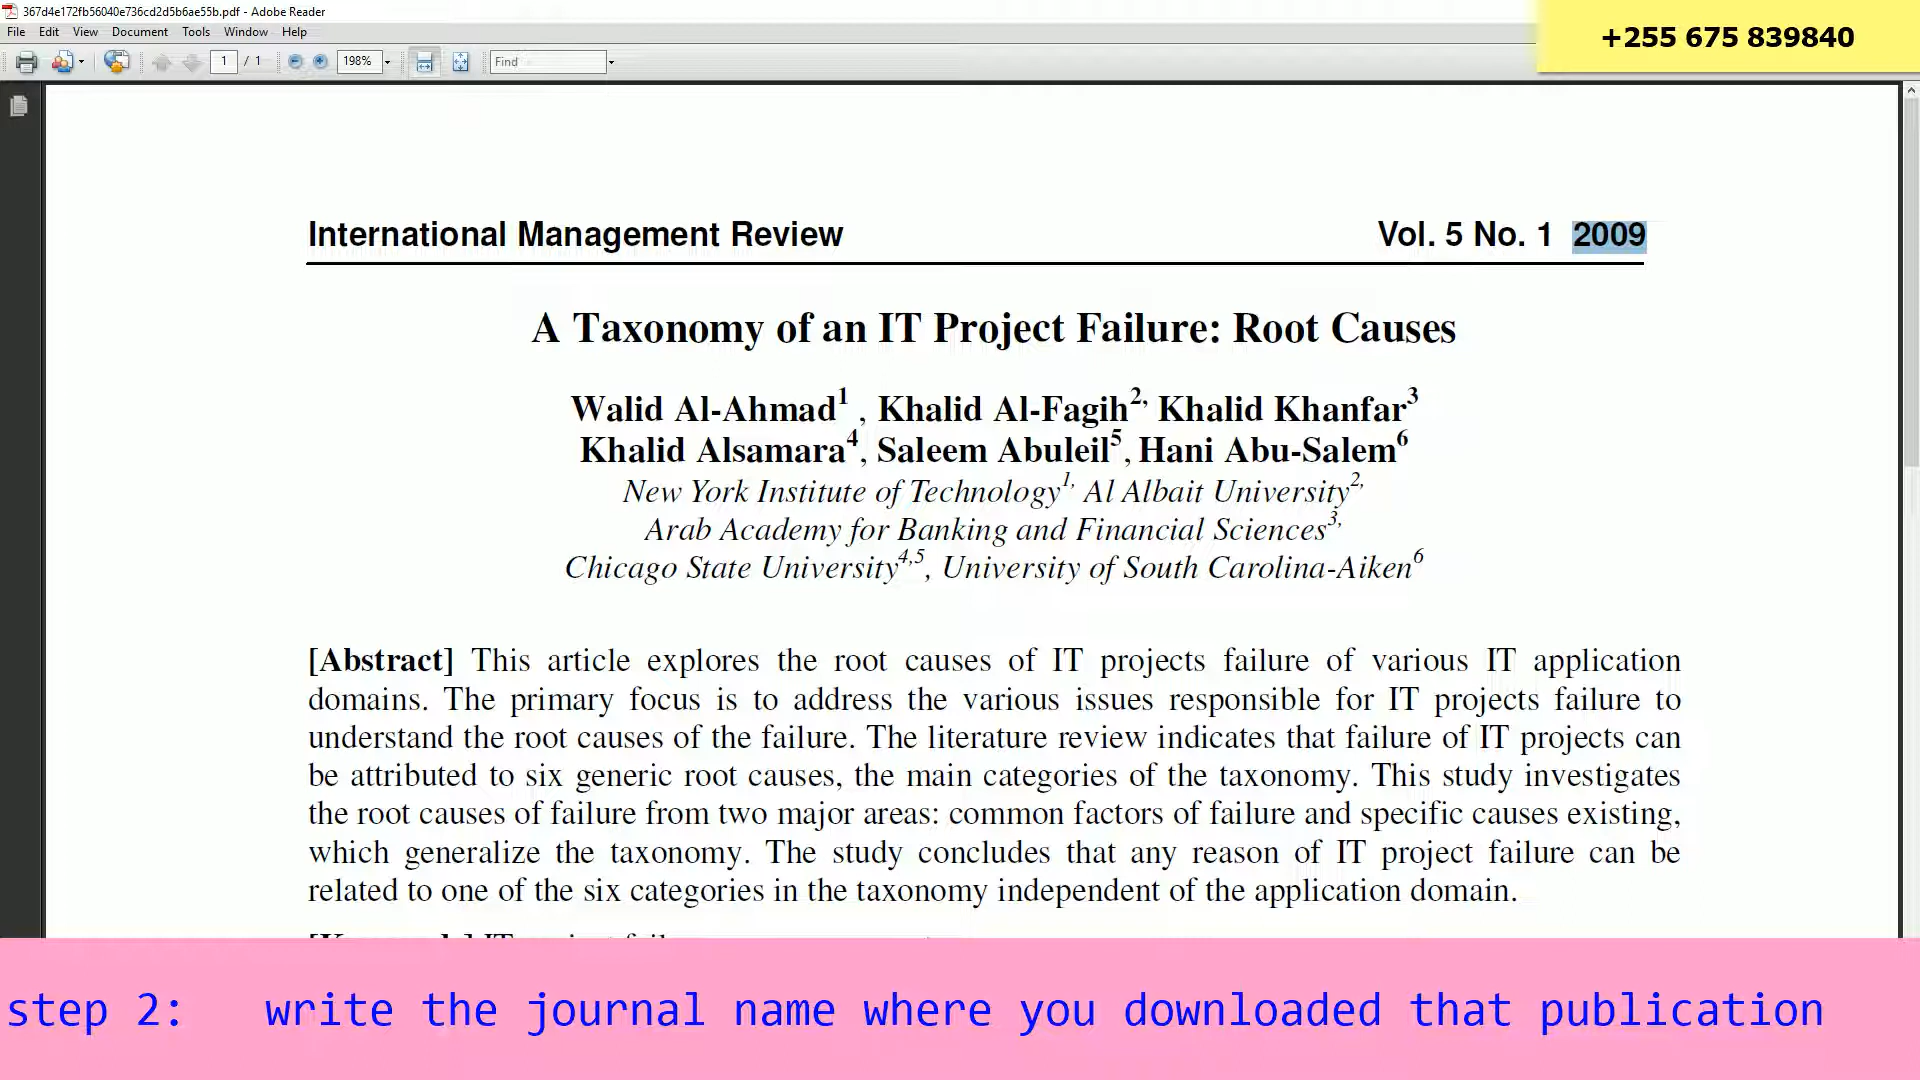 367d4e172fb56040e736cd2d5b6ae55b.pdf - Adobe Reader
File Edit View Document Tools Window Help
1 / 1 198% Find
+255 675 839840
International Management Review Vol. 5 No. 1 2009
A Taxonomy of an IT Project Failure: Root Causes
Walid Al-Ahmad1 , Khalid Al-Fagih2, Khalid Khanfar3
Khalid Alsamara4, Saleem Abuleil5, Hani Abu-Salem6
New York Institute of Technology1, Al Albait University2,
Arab Academy for Banking and Financial Sciences3,
Chicago State University4,5, University of South Carolina-Aiken6
[Abstract] This article explores the root causes of IT projects failure of various IT application
domains. The primary focus is to address the various issues responsible for IT projects failure to
understand the root causes of the failure. The literature review indicates that failure of IT projects can
be attributed to six generic root causes, the main categories of the taxonomy. This study investigates
the root causes of failure from two major areas: common factors of failure and specific causes existing,
which generalize the taxonomy. The study concludes that any reason of IT project failure can be
related to one of the six categories in the taxonomy independent of the application domain.
step 2: write the journal name where you downloaded that publication